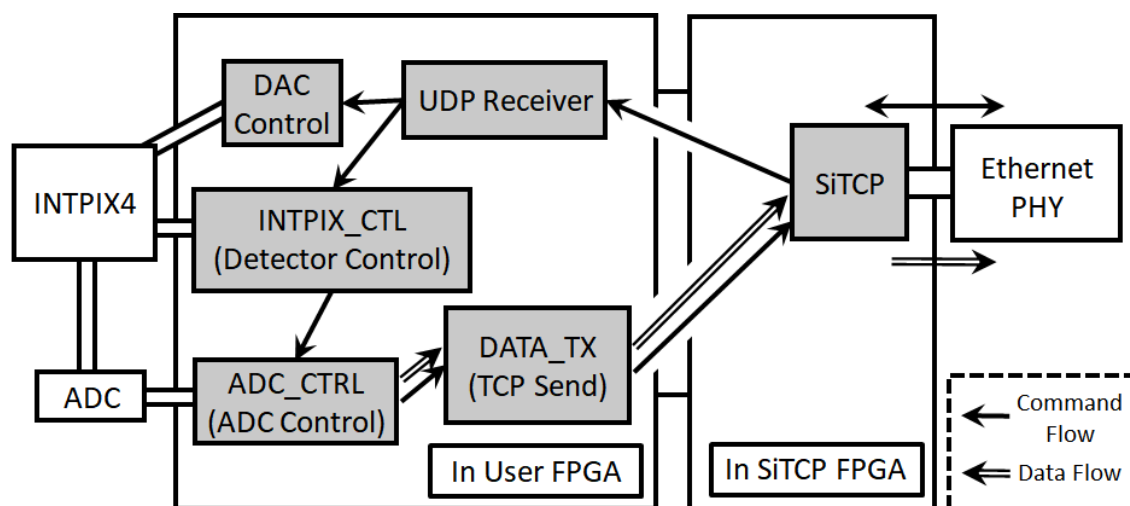 DAC
Control
UDP Receiver
INTPIX4
SiTCP
Ethernet
PHY
INTPIX_CTL
(Detector Control)
DATA_TX
(TCP Send)
ADC
ADC_CTRL
(ADC Control)
In User FPGA
In SiTCP FPGA
Command
Flow
Data Flow